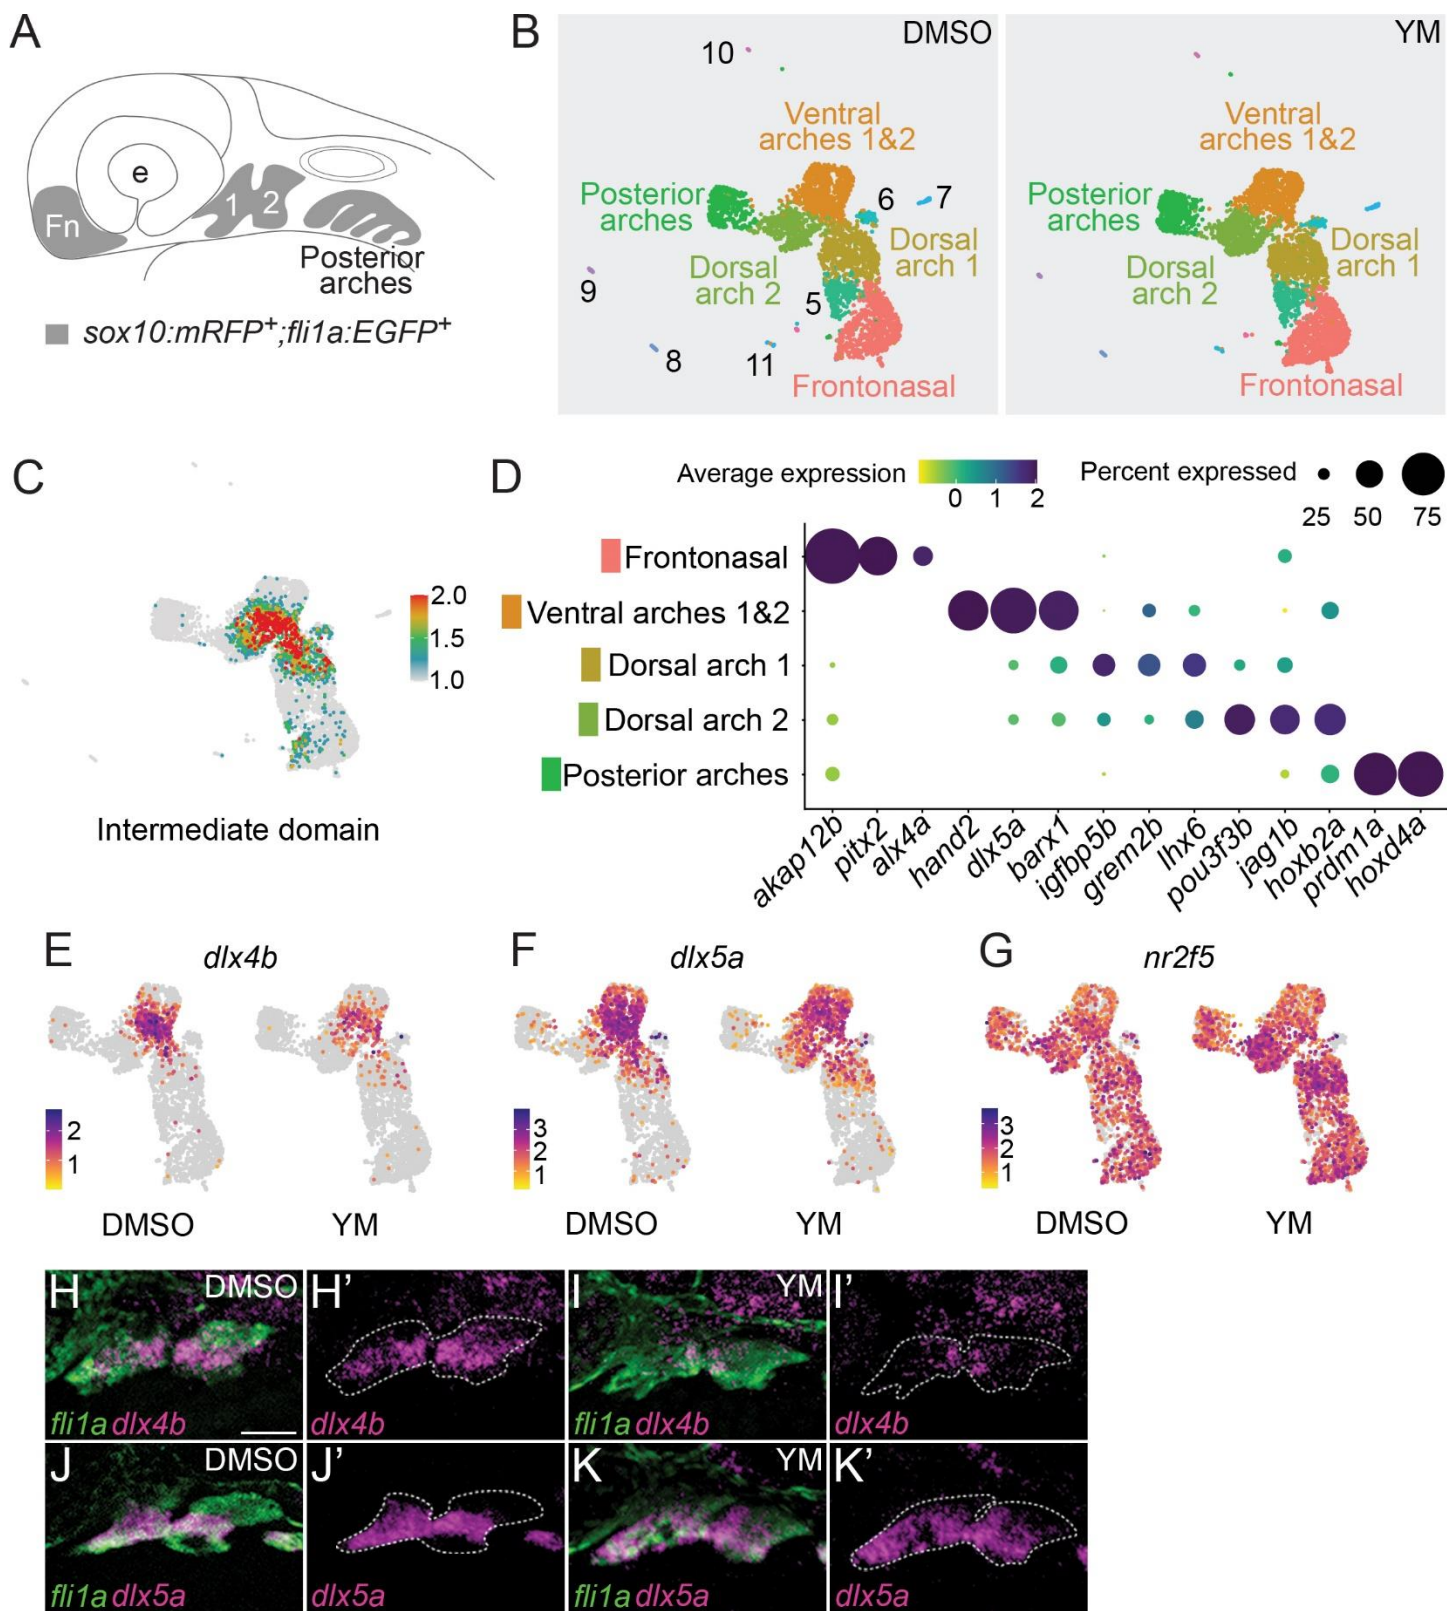 A
e
1 2
Fn
Posterior
arches
sox10:mRFP+;fli1a:EGFP+
B
DMSO
10
Ventral
arches 1&2
Posterior
arches
6
7
Dorsal
arch 1
Dorsal
arch 2
9
5
8
11
Frontonasal
YM
Ventral
arches 1&2
Posterior
arches
Dorsal
arch 1
Dorsal
arch 2
Frontonasal
C
2.0
1.5
1.0
Intermediate domain
D
Average expression
0 1 2
Percent expressed
25 50 75
Frontonasal
Ventral arches 1&2
Dorsal arch 1
Dorsal arch 2
Posterior arches
akap12b
pitx2
alx4a
hand2
dlx5a
barx1
igfbp5b
grem2b
lhx6
pou3f3b
jag1b
hoxb2a
prdm1a
hoxd4a
E
dlx4b
2
1
DMSO YM
F
dlx5a
3
2
1
DMSO YM
G
nr2f5
3
2
1
DMSO YM
H DMSO
fli1a dlx4b
H’
dlx4b
I YM
fli1a dlx4b
I’
dlx4b
J DMSO
fli1a dlx5a
J’
dlx5a
K YM
fli1a dlx5a
K’
dlx5a